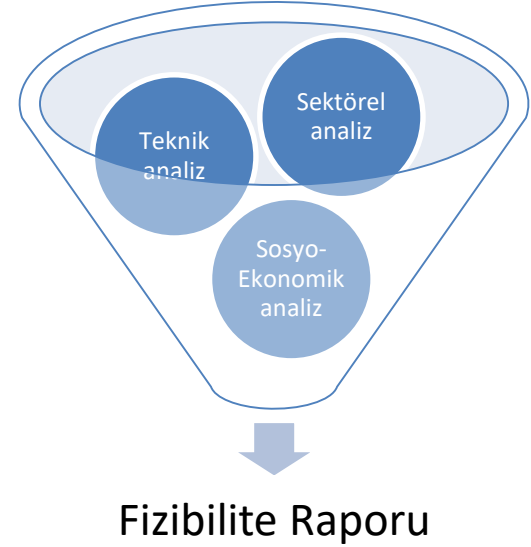 Sektörel
analiz
Teknik
analiz
Sosyo-
Ekonomik
analiz
Fizibilite Raporu